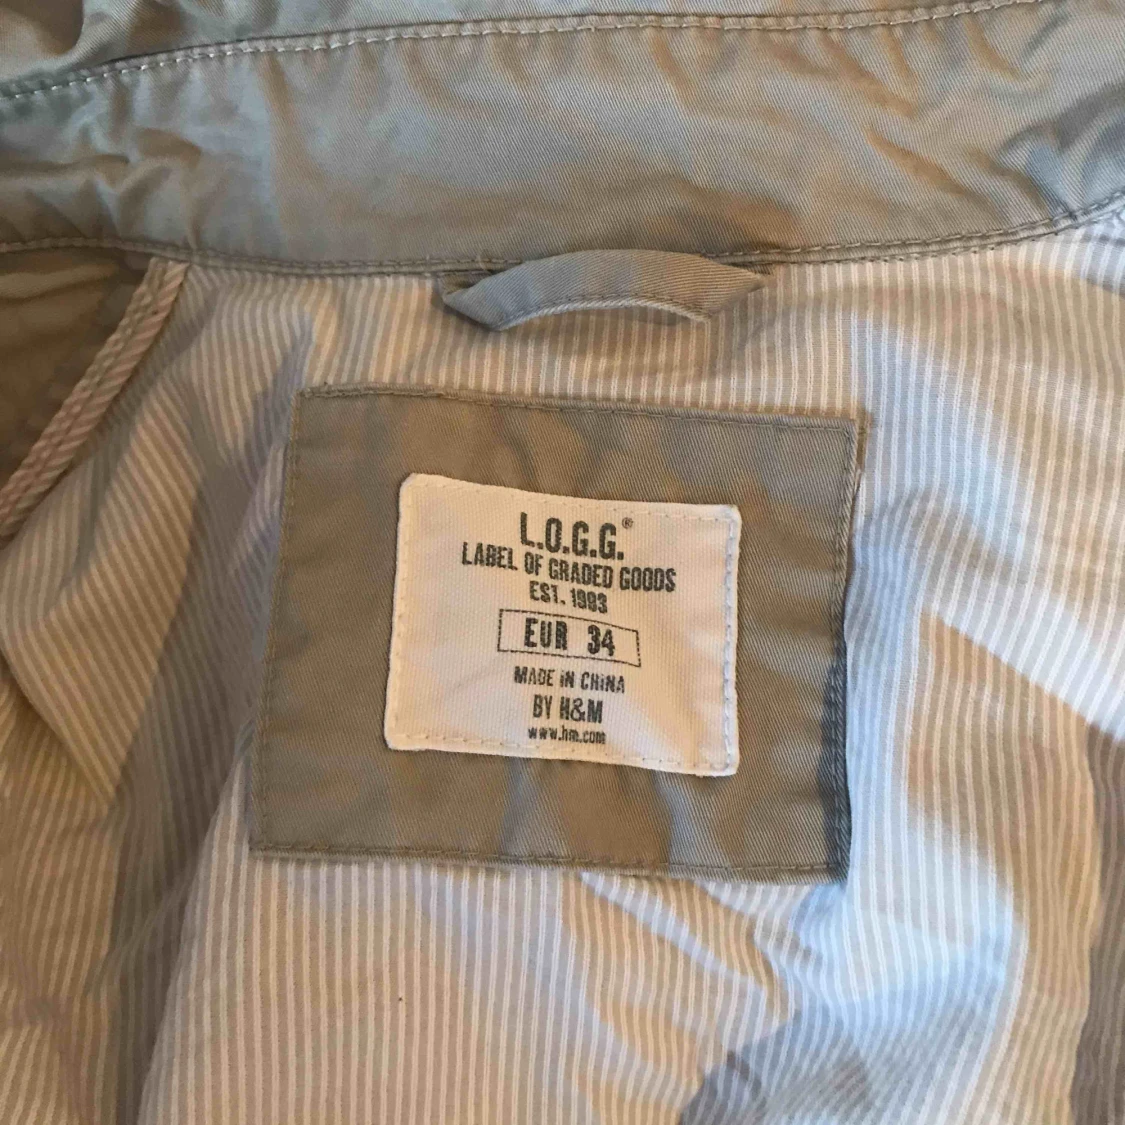 L.O.G.G.®
LABEL OF GRADED GOODS
EST. 1993
EUR 34
MADE IN CHINA
BY H&M
www.hm.com